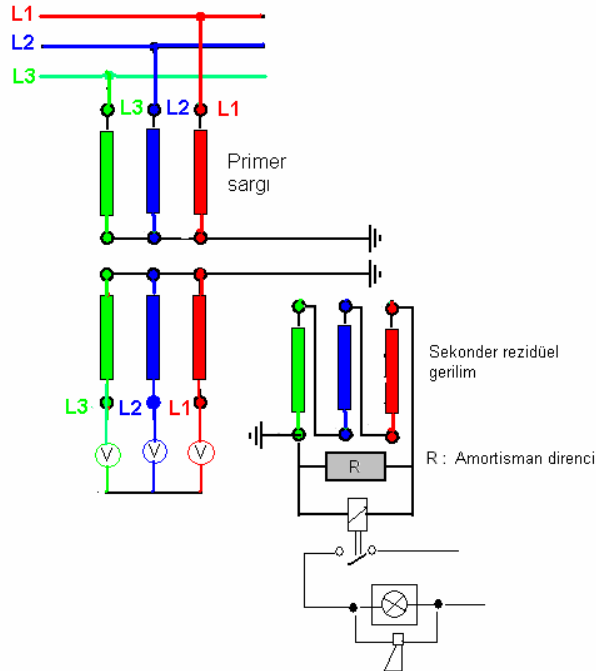 L1
L2
L3
L3 L2 L1
Primer
sargı
Sekonder rezidüel
gerilim
L3 L2 L1
V V V
R
R : Amortisman direnci